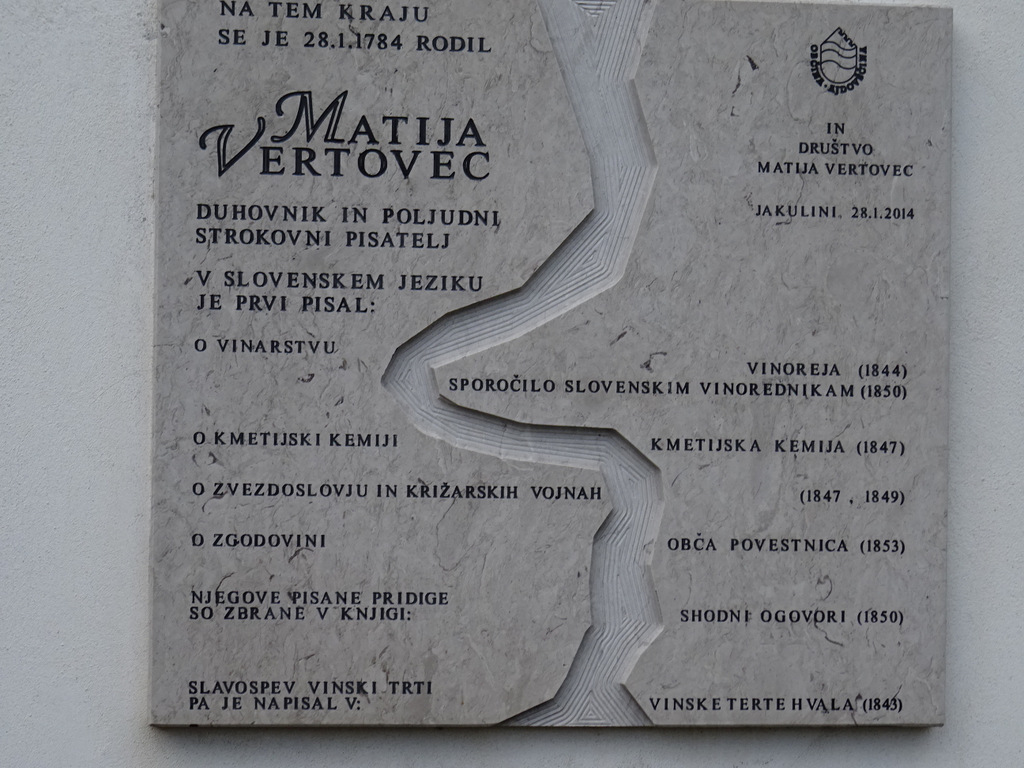 NA TEM KRAJU
SE JE 28.1.1784 RODIL
MATIJA
VERTOVEC
DUHOVNIK IN POLJUDNI
STROKOVNI PISATELJ
V SLOVENSKEM JEZIKU
JE PRVI PISAL:
O VINARSTVU
VINOREJA (1844)
SPOROČILO SLOVENSKIM VINOREDNIKAM (1850)
O KMETIJSKI KEMIJI
KMETIJSKA KEMIJA (1847)
O ZVEZDOSLOVJU IN KRIŽARSKIH VOJNAH
(1847 , 1849)
O ZGODOVINI
OBČA POVESTNICA (1853)
NJEGOVE PISANE PRIDIGE
SO ZBRANE V KNJIGI:
SHODNI OGOVORI (1850)
SLAVOSPEV VINSKI TRTI
PA JE NAPISAL V:
VINSKE TERTE HVALA (1843)
OBČINA · AJDOVŠČINA
IN
DRUŠTVO
MATIJA VERTOVEC
JAKULINI, 28.1.2014